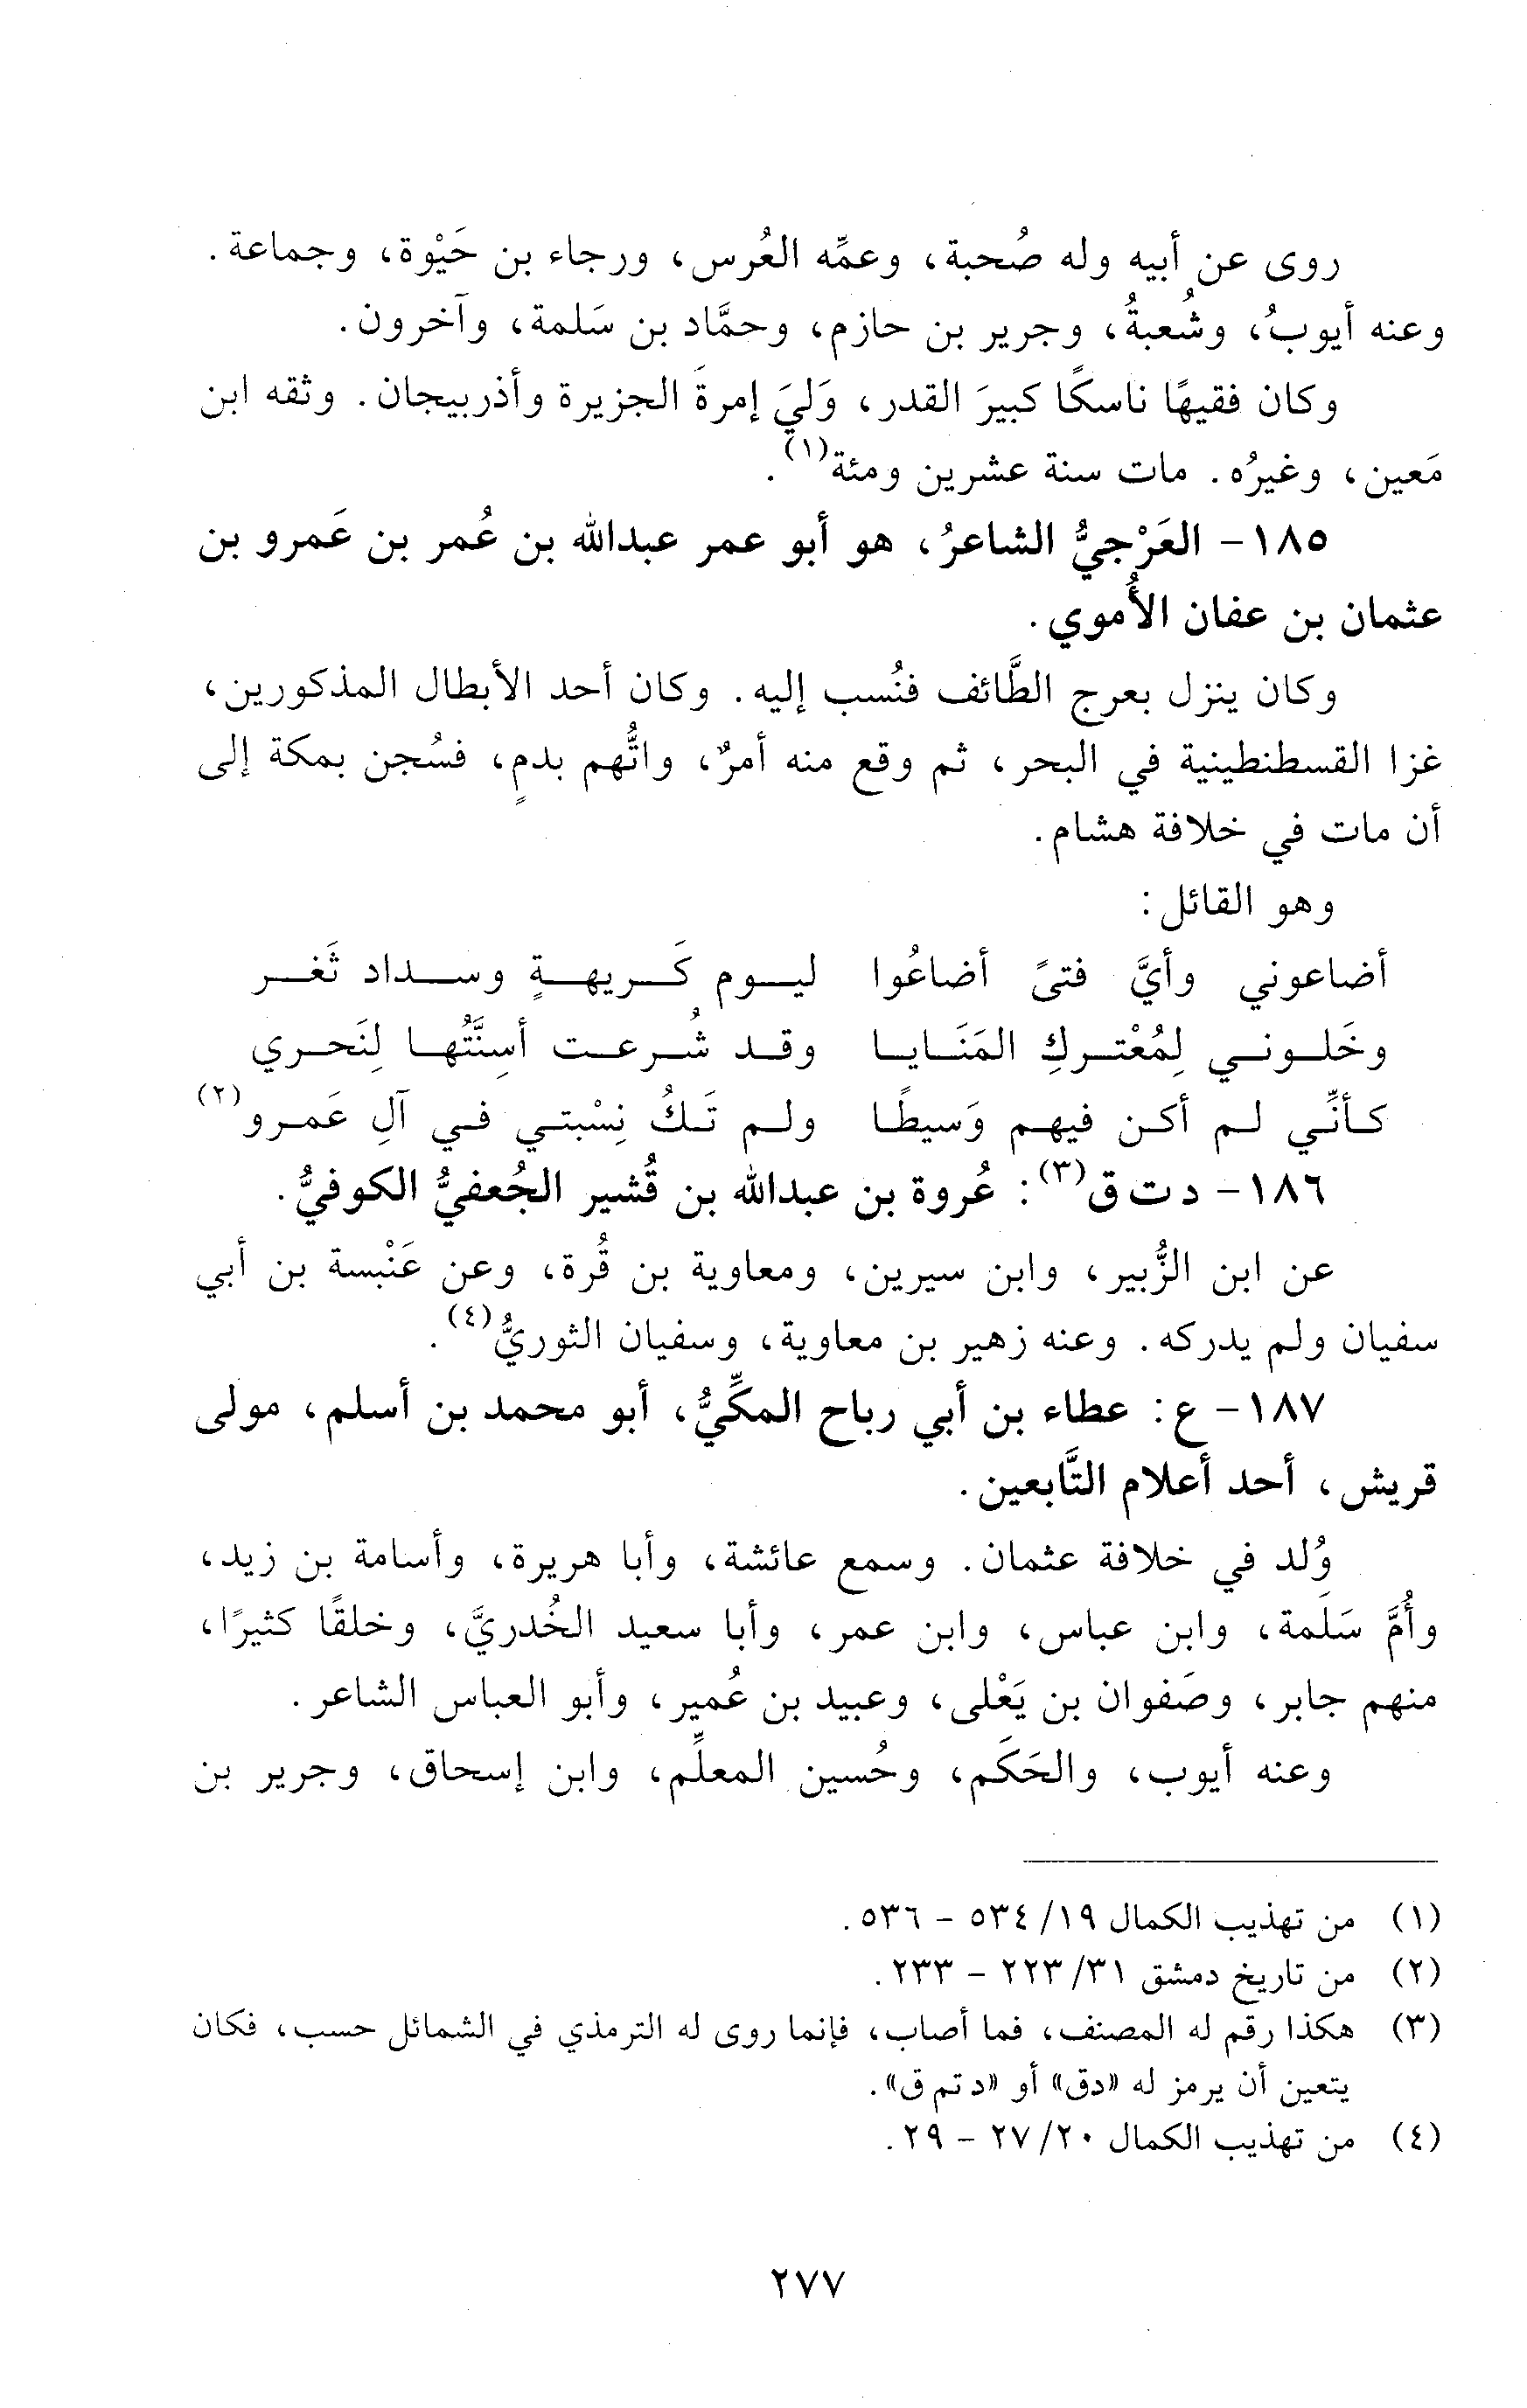 روى عن أبيه وله صُحبة، وعمِّه العُرس، ورجاء بن حَيْوة، وجماعة.
وعنه أيوبُ، وشُعبةُ، وجرير بن حازم، وحمَّاد بن سَلمة، وآخرون.
وكان فقيهًا ناسكًا كبيرَ القدر، وَليَ إمرةَ الجزيرة وأذربيجان. وثقه ابن
مَعين، وغيرُه. مات سنة عشرين ومئة(١).
١٨٥- العَرْجيُّ الشاعرُ، هو أبو عمر عبدالله بن عُمر بن عَمرو بن
عثمان بن عفان الأُموي.
وكان ينزل بعرج الطَّائف فنُسب إليه. وكان أحد الأبطال المذكورين،
غزا القسطنطينية في البحر، ثم وقع منه أمرٌ، واتُّهم بدمٍ، فسُجن بمكة إلى
أن مات في خلافة هشام.
وهو القائل:
أضاعوني وأيَّ فتىً أضاعُوا ليوم كَريهةٍ وسداد ثَغر
وخَلوني لِمُعْتركِ المَنَايا وقد شُرعت أسِنَّتُها لِنَحري
كأنِّي لم أكن فيهم وَسيطًا ولم تَكُ نِسْبتي في آلِ عَمرو(٢)
١٨٦- د ت ق(٣): عُروة بن عبدالله بن قُشير الجُعفيُّ الكوفيُّ.
عن ابن الزُّبير، وابن سيرين، ومعاوية بن قُرة، وعن عَنْبسة بن أبي
سفيان ولم يدركه. وعنه زهير بن معاوية، وسفيان الثوريُّ(٤).
١٨٧- ع: عطاء بن أبي رباح المكِّيُّ، أبو محمد بن أسلم، مولى
قريش، أحد أعلام التَّابعين.
وُلد في خلافة عثمان. وسمع عائشة، وأبا هريرة، وأسامة بن زيد،
وأُمَّ سَلَمة، وابن عباس، وابن عمر، وأبا سعيد الخُدريَّ، وخلقًا كثيرًا،
منهم جابر، وصَفوان بن يَعْلى، وعبيد بن عُمير، وأبو العباس الشاعر.
وعنه أيوب، والحَكَم، وحُسين المعلِّم، وابن إسحاق، وجرير بن
(١) من تهذيب الكمال ١٩/ ٥٣٤ - ٥٣٦.
(٢) من تاريخ دمشق ٣١/ ٢٢٣ - ٢٣٣.
(٣) هكذا رقم له المصنف، فما أصاب، فإنما روى له الترمذي في الشمائل حسب، فكان
يتعين أن يرمز له «دق» أو «د تم ق».
(٤) من تهذيب الكمال ٢٠/ ٢٧ - ٢٩.
٢٧٧